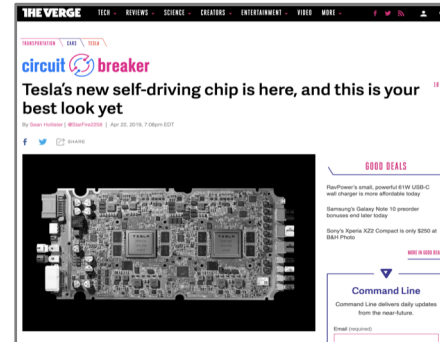 THE VERGE TECH REVIEWS SCIENCE CREATORS ENTERTAINMENT VIDEO MORE
TRANSPORTATION CARS TESLA
circuit breaker
Tesla's new self-driving chip is here, and this is your
best look yet
By Sean Hollister | @StarFire2258 | Apr 22, 2019, 7:08pm EDT
SHARE
TESLA
TESLA
GOOD DEALS
RavPower's small, powerful 61W USB-C
wall charger is more affordable today
Samsung's Galaxy Note 10 preorder
bonuses end later today
Sony's Xperia XZ2 Compact is only $250 at
B&H Photo
MORE IN GOOD DEA
Command Line
Command Line delivers daily updates
from the near-future.
Email (required)